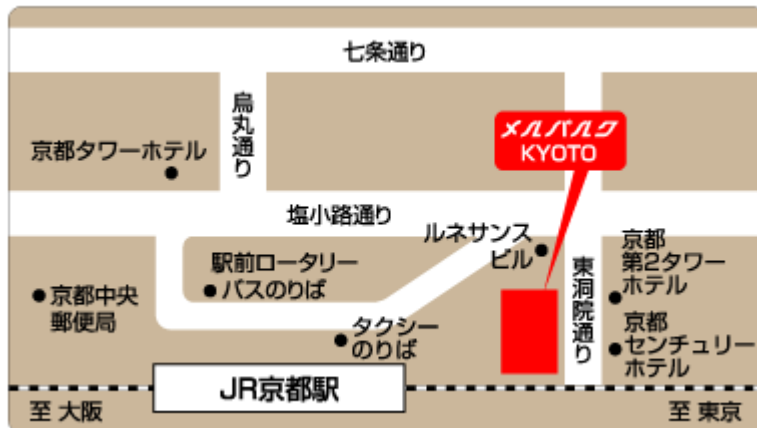 七条通り
烏丸通り
メルパルク
KYOTO
京都タワーホテル
塩小路通り
ルネサンス
ビル
駅前ロータリー
バスのりば
京都中央
郵便局
タクシー
のりば
東洞院通り
京都
第2タワー
ホテル
京都
センチュリー
ホテル
JR京都駅
至 大阪
至 東京